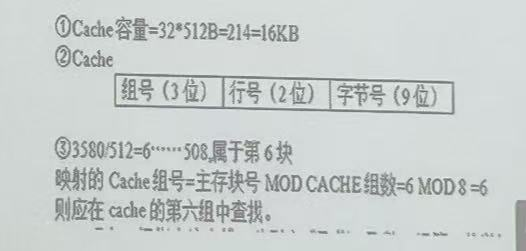 ①Cache容量=32*512B=214=16KB
②Cache
组号（3位） 行号（2位） 字节号（9位）
③3580/512=6……508,属于第6块
映射的Cache组号=主存块号 MOD CACHE组数=6 MOD 8 =6
则应在cache的第六组中查找。